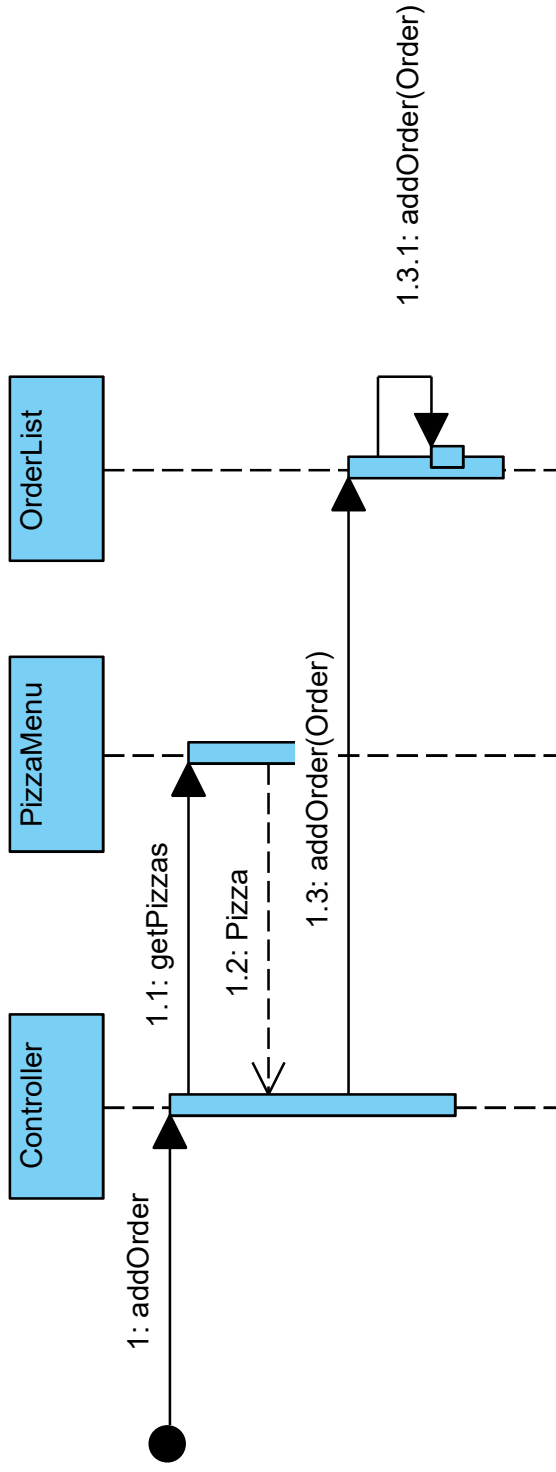 Controller
PizzaMenu
OrderList
1: addOrder
1.1: getPizzas
1.2: Pizza
1.3: addOrder(Order)
1.3.1: addOrder(Order)